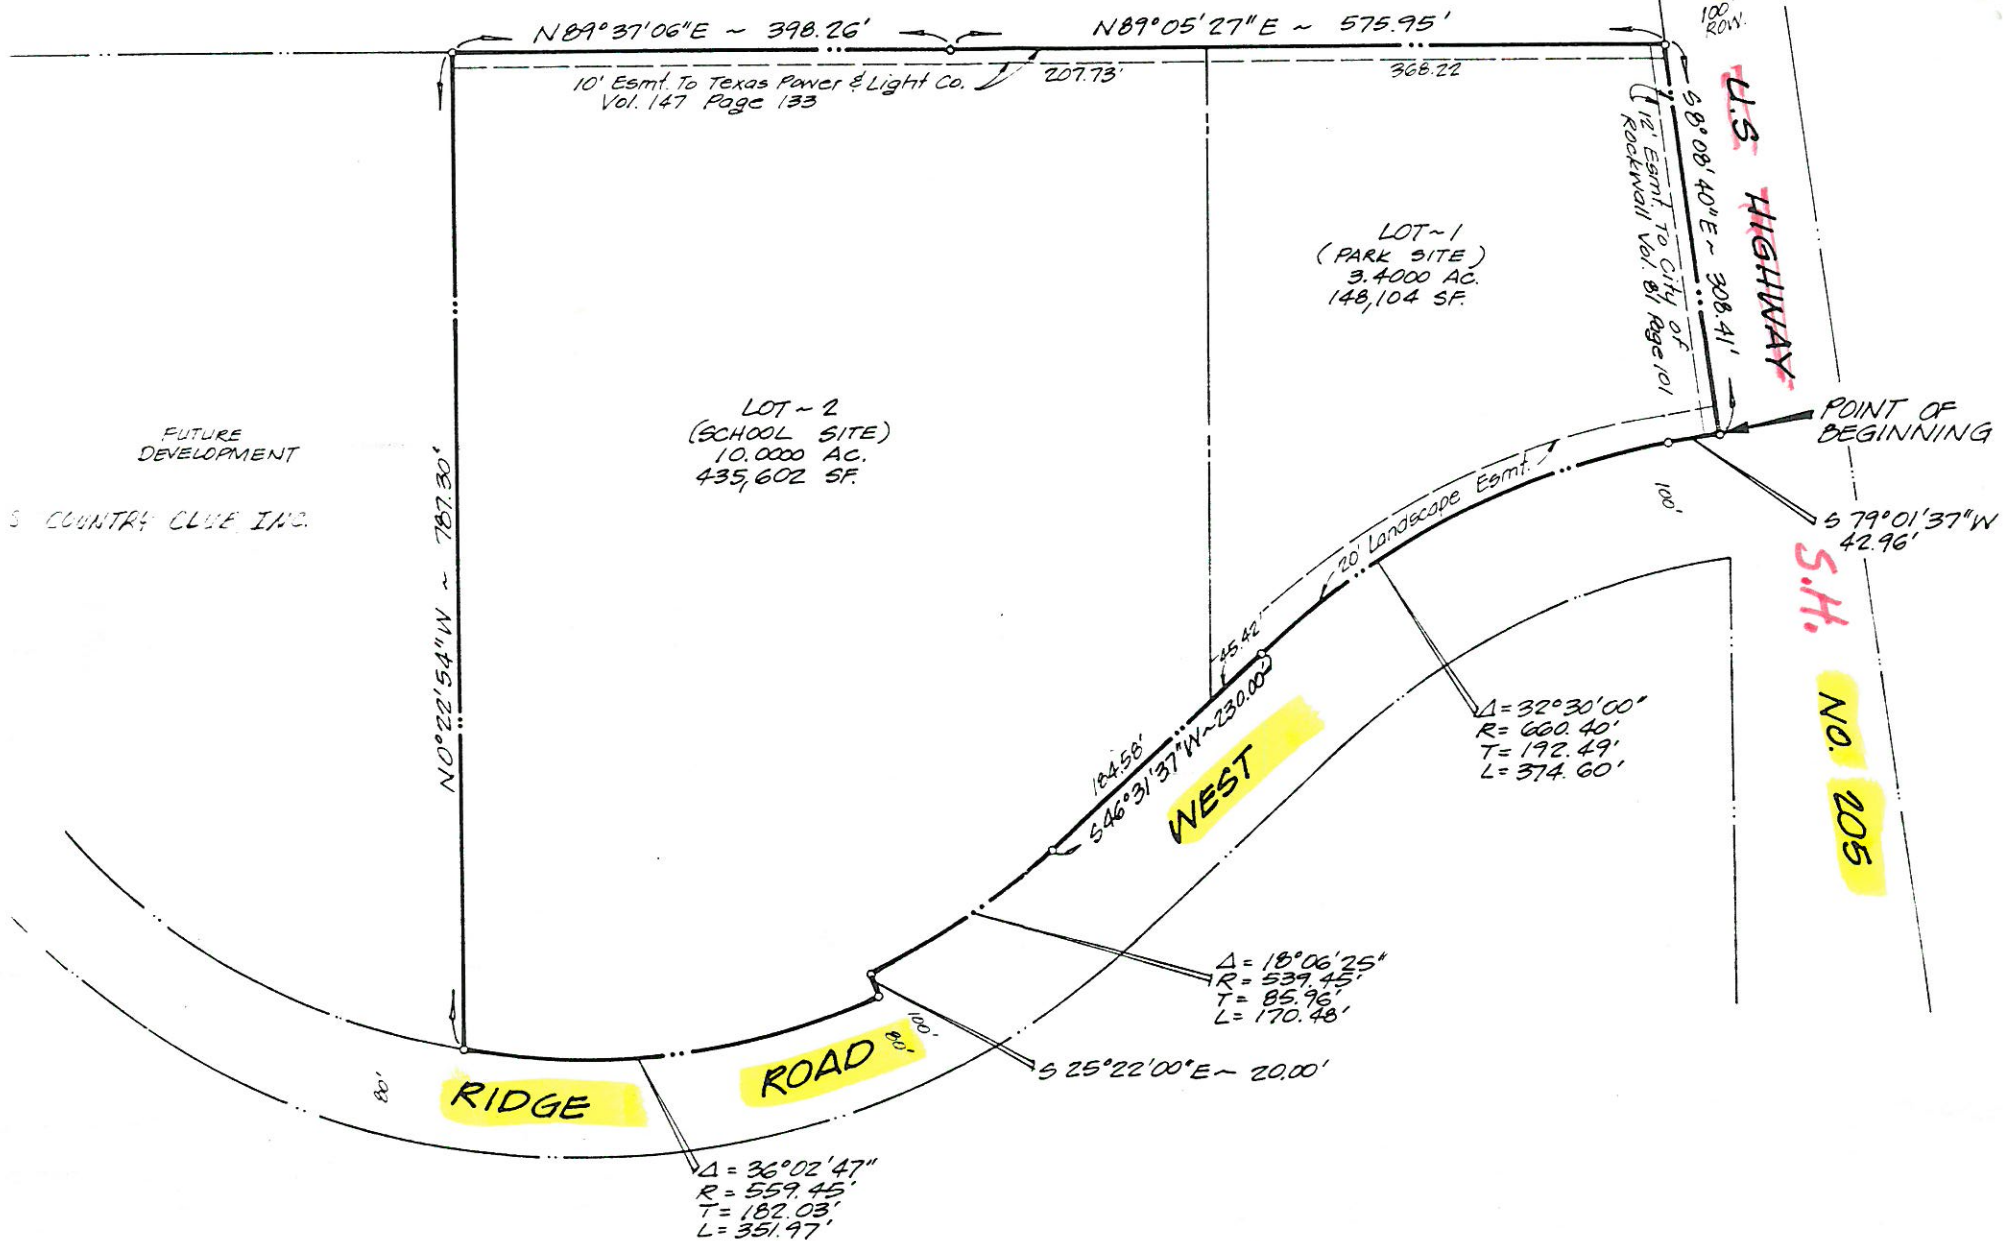 N89°37'06"E ~ 398.26'
N89°05'27"E ~ 575.95'
100'
ROW.
10' Esmt. To Texas Power & Light Co.
Vol. 147 Page 133
207.73'
368.22
S8°08'40"E ~ 308.41'
12' Esmt. To City of
Rockwall Vol. 81, Page 101
U.S HIGHWAY
LOT ~ 1
(PARK SITE)
3.4000 AC.
148,104 SF.
LOT ~ 2
(SCHOOL SITE)
10.0000 AC.
435,602 SF.
FUTURE
DEVELOPMENT
S COUNTRY CLUB INC.
N0°22'54"W ~ 787.30'
POINT OF
BEGINNING
S 79°01'37"W
42.96'
100'
20' Landscape Esmt.
S.H.
NO. 205
45.42'
184.58'
S46°31'37"W ~ 230.00'
WEST
Δ = 32°30'00"
R = 660.40'
T = 192.49'
L = 374.60'
Δ = 18°06'25"
R = 539.45'
T = 85.96'
L = 170.48'
S 25°22'00"E ~ 20.00'
100'
80'
ROAD
RIDGE
80'
Δ = 36°02'47"
R = 559.45'
T = 182.03'
L = 351.97'